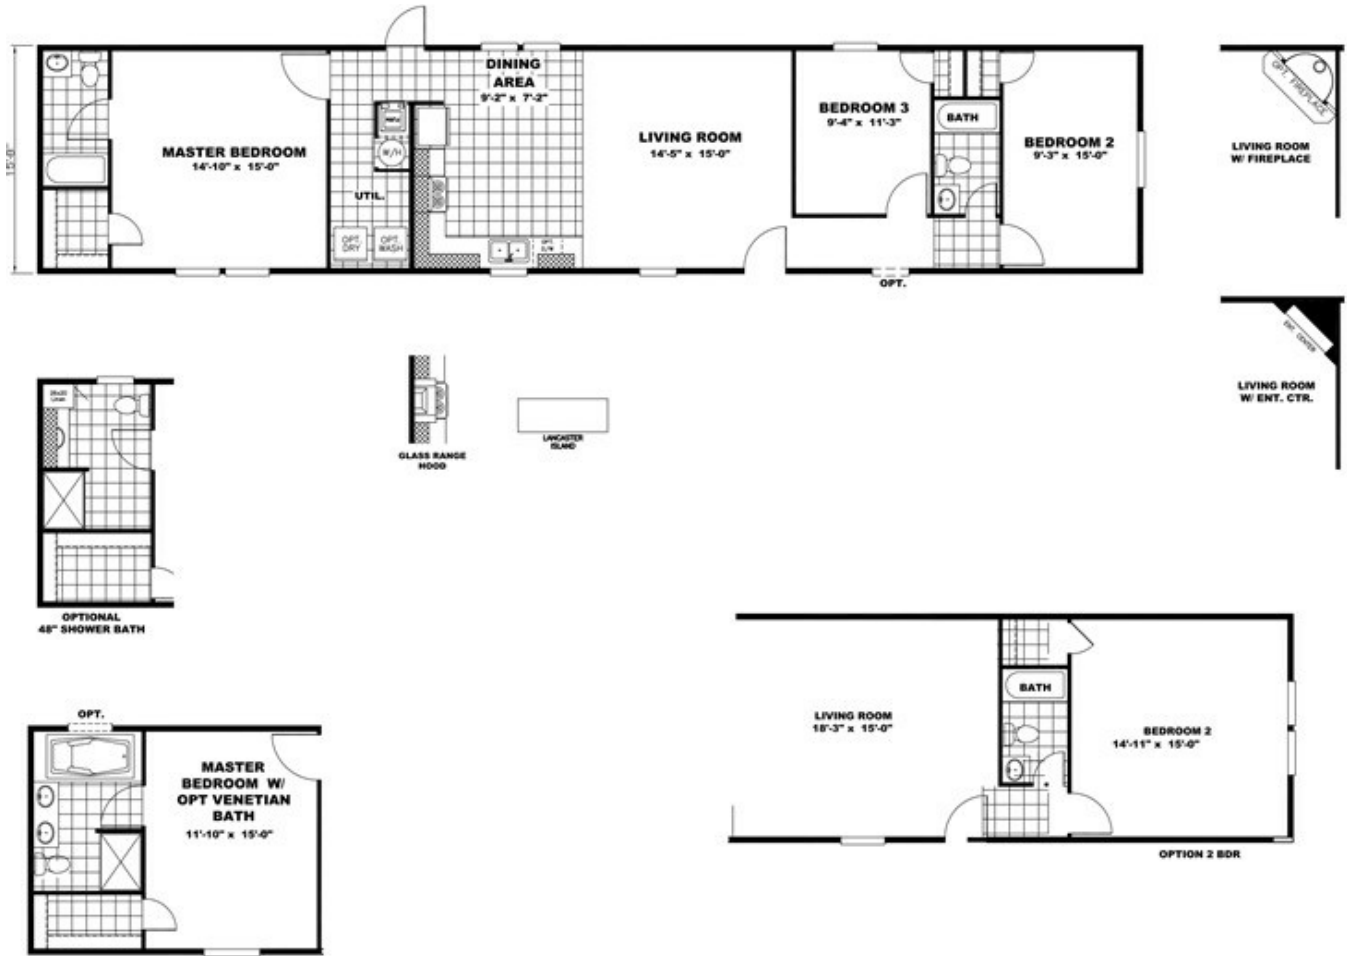 15'-0"
MASTER BEDROOM
14'-10" x 15'-0"
FURN
W/H
UTIL.
OPT.
DRY
OPT.
WASH
DINING
AREA
9'-2" x 7'-2"
OPT.
D/W
LIVING ROOM
14'-5" x 15'-0"
BEDROOM 3
9'-4" x 11'-3"
BATH
BEDROOM 2
9'-3" x 15'-0"
OPT.
OPT. FIREPLACE
LIVING ROOM
W/ FIREPLACE
ENT. CENTER
LIVING ROOM
W/ ENT. CTR.
Linen
OPTIONAL
48" SHOWER BATH
GLASS RANGE
HOOD
LANCASTER
ISLAND
OPT.
MASTER
BEDROOM W/
OPT VENETIAN
BATH
11'-10" x 15'-0"
LIVING ROOM
18'-3" x 15'-0"
BATH
BEDROOM 2
14'-11" x 15'-0"
OPTION 2 BDR